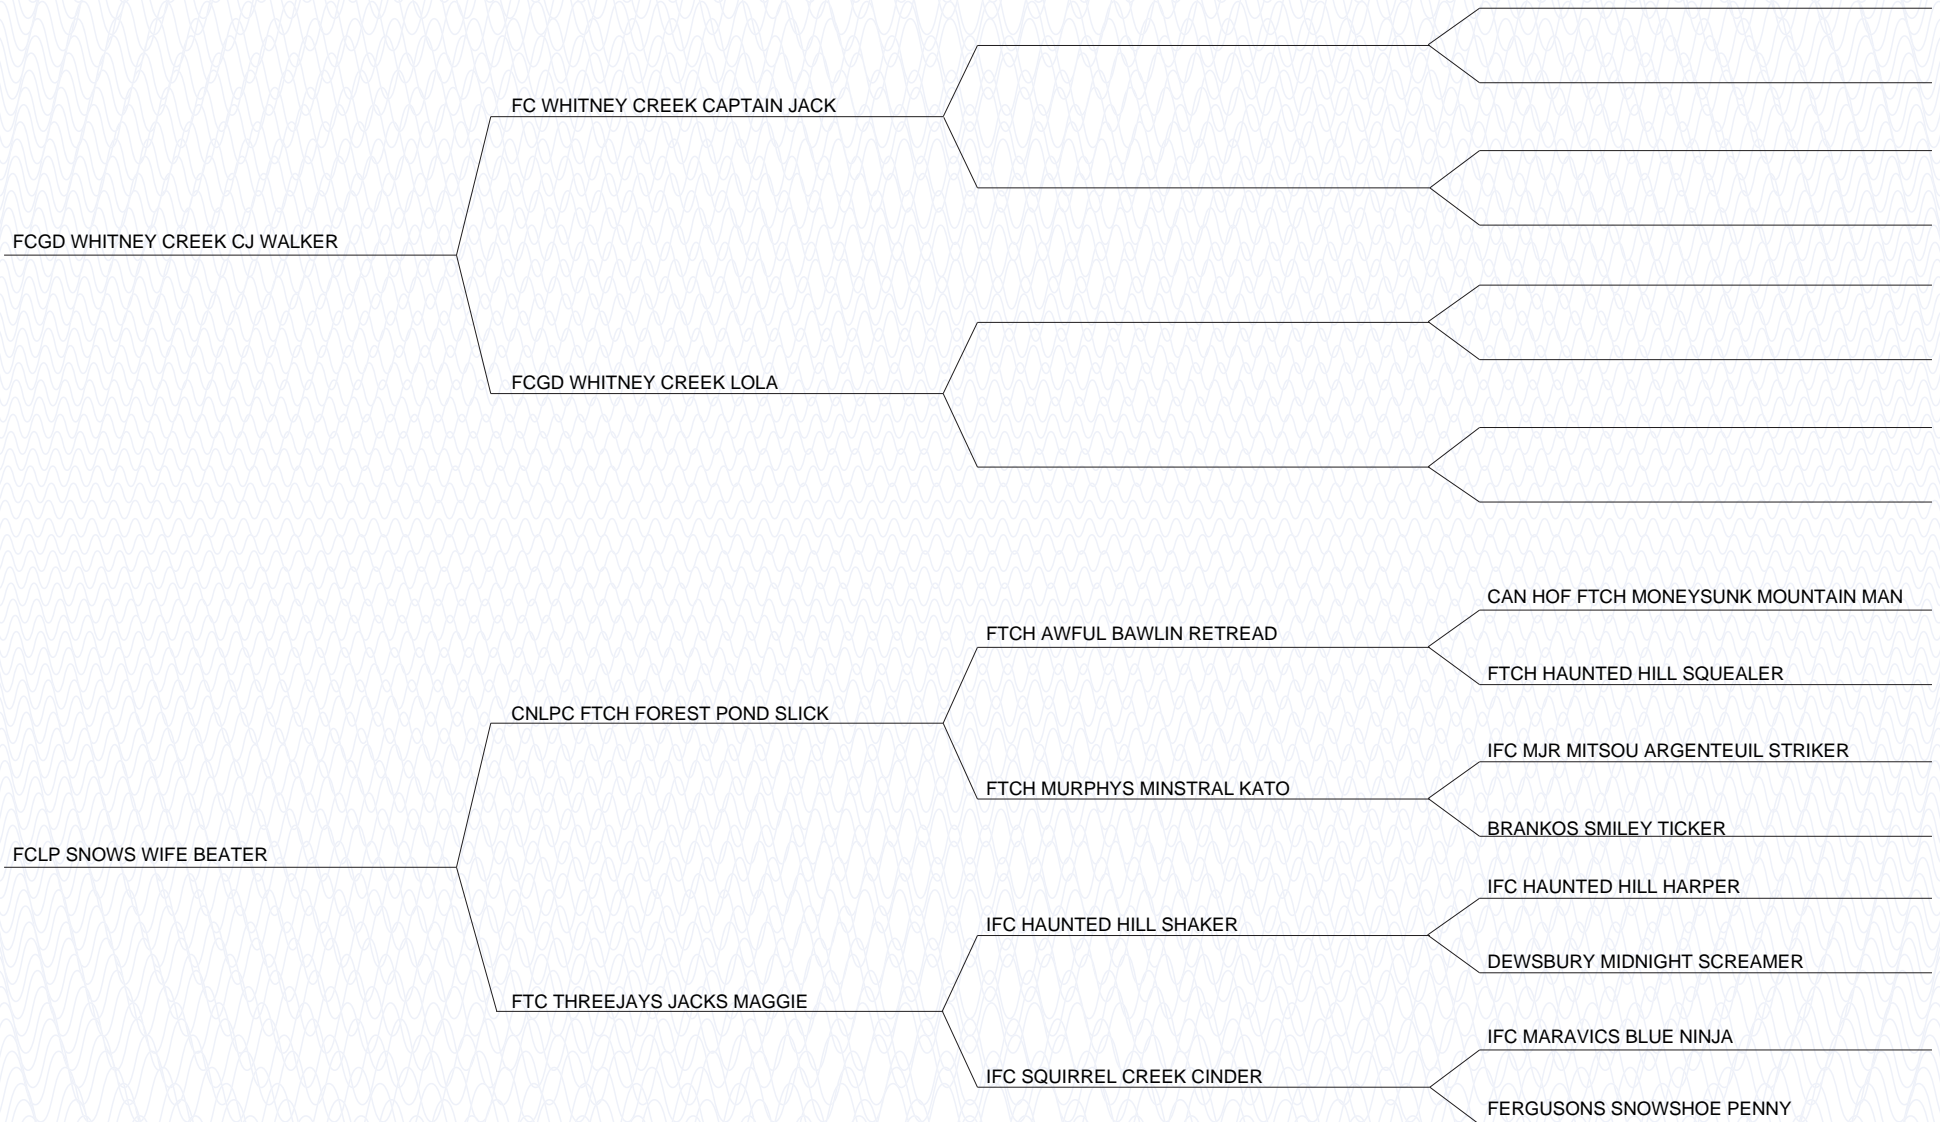 FC WHITNEY CREEK CAPTAIN JACK
FCGD WHITNEY CREEK CJ WALKER
FCGD WHITNEY CREEK LOLA
CAN HOF FTCH MONEYSUNK MOUNTAIN MAN
FTCH AWFUL BAWLIN RETREAD
FTCH HAUNTED HILL SQUEALER
CNLPC FTCH FOREST POND SLICK
IFC MJR MITSOU ARGENTEUIL STRIKER
FTCH MURPHYS MINSTRAL KATO
BRANKOS SMILEY TICKER
FCLP SNOWS WIFE BEATER
IFC HAUNTED HILL HARPER
IFC HAUNTED HILL SHAKER
DEWSBURY MIDNIGHT SCREAMER
FTC THREEJAYS JACKS MAGGIE
IFC MARAVICS BLUE NINJA
IFC SQUIRREL CREEK CINDER
FERGUSONS SNOWSHOE PENNY